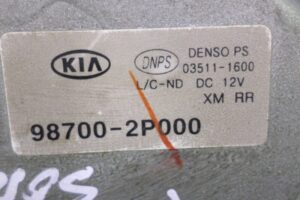 KIA DNPS DENSO PS
03511-1600
L/C-ND DC 12V
XM RR
98700-2P000